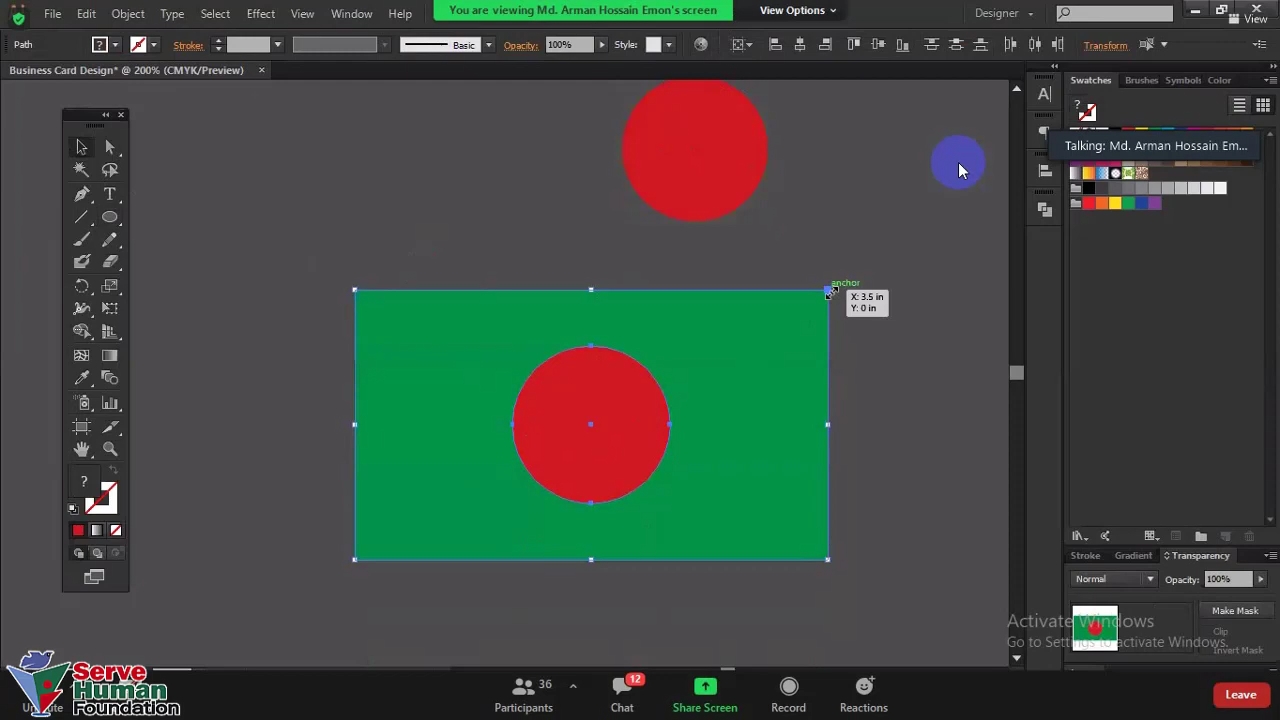 You are viewing Md. Arman Hossain Emon's screen
View Options
File Edit Object Type Select Effect View Window Help
Designer
View
Path
Stroke:
Basic
Opacity: 100%
Style:
Transform
Business Card Design* @ 200% (CMYK/Preview)
Swatches Brushes Symbols Color
Talking: Md. Arman Hossain Em...
anchor
X: 3.5 in
Y: 0 in
Stroke Gradient Transparency
Normal
Opacity: 100%
Make Mask
Clip
Invert Mask
Activate Windows
Go to Settings to activate Windows.
Serve
Human
Foundation
36
12
Participants
Chat
Share Screen
Record
Reactions
Leave